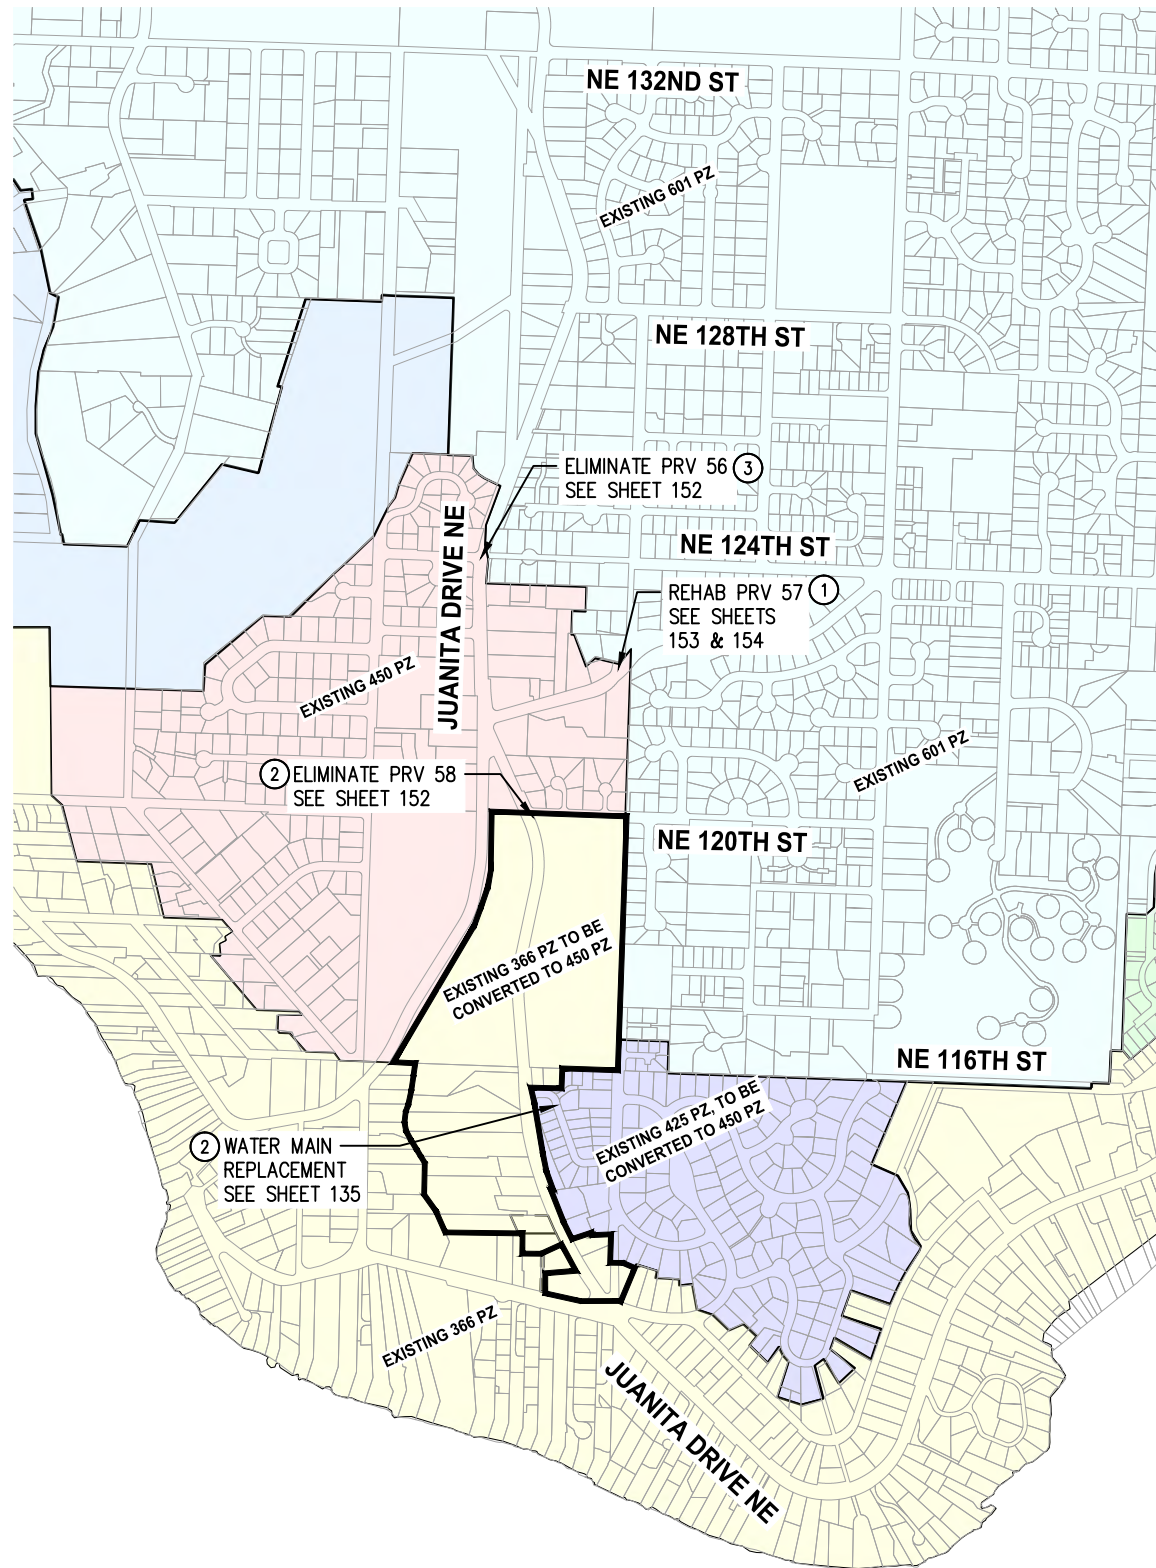 NE 132ND ST
EXISTING 601 PZ
NE 128TH ST
ELIMINATE PRV 56 3
SEE SHEET 152
JUANITA DRIVE NE
NE 124TH ST
REHAB PRV 57 1
SEE SHEETS
153 & 154
EXISTING 450 PZ
EXISTING 601 PZ
2 ELIMINATE PRV 58
SEE SHEET 152
NE 120TH ST
EXISTING 366 PZ TO BE
CONVERTED TO 450 PZ
NE 116TH ST
EXISTING 425 PZ, TO BE
CONVERTED TO 450 PZ
2 WATER MAIN
REPLACEMENT
SEE SHEET 135
EXISTING 366 PZ
JUANITA DRIVE NE